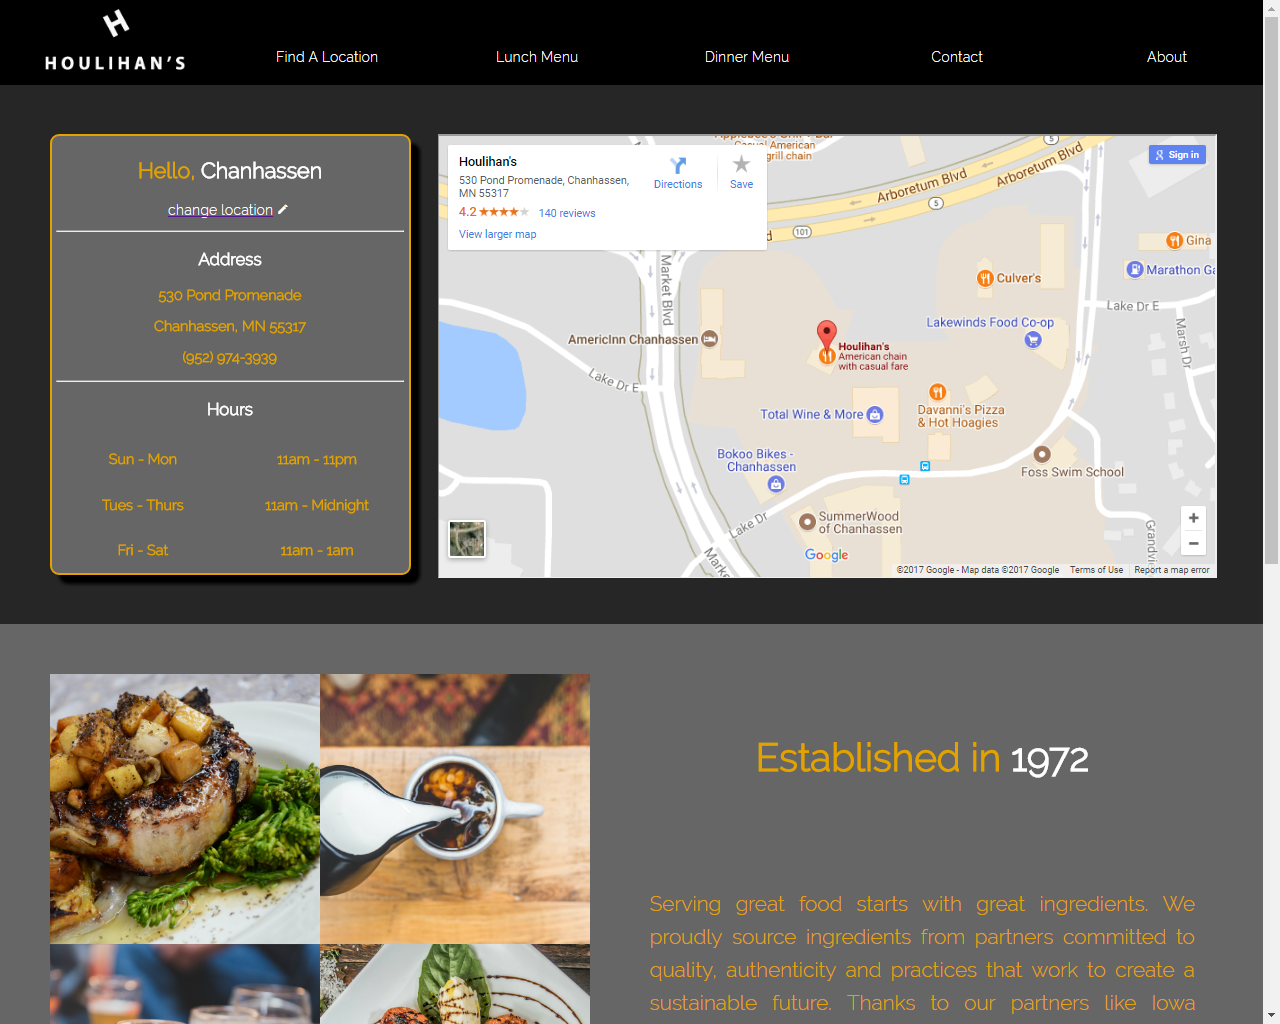 HOULIHAN'S
Find A Location
Lunch Menu
Dinner Menu
Contact
About
Hello, Chanhassen
change location
Address
530 Pond Promenade
Chanhassen, MN 55317
(952) 974-3939
Hours
Sun - Mon 11am - 11pm
Tues - Thurs 11am - Midnight
Fri - Sat 11am - 1am
Houlihan's
530 Pond Promenade, Chanhassen,
MN 55317
4.2 140 reviews
View larger map
Directions
Save
Sign in
Casual American
grill chain
Arboretum Blvd
Arboretum Blvd
5
5
101
Market Blvd
Gina
Culver's
Marathon Ga
Lake Dr E
Lakewinds Food Co-op
Marsh Dr
AmericInn Chanhassen
Houlihan's
American chain
with casual fare
Lake Dr E
Total Wine & More
Davanni's Pizza
& Hot Hoagies
Bokoo Bikes -
Chanhassen
Foss Swim School
SummerWood
of Chanhassen
Lake Dr
Google
©2017 Google - Map data ©2017 Google
Terms of Use
Report a map error
Established in 1972
Serving great food starts with great ingredients. We
proudly source ingredients from partners committed to
quality, authenticity and practices that work to create a
sustainable future. Thanks to our partners like Iowa